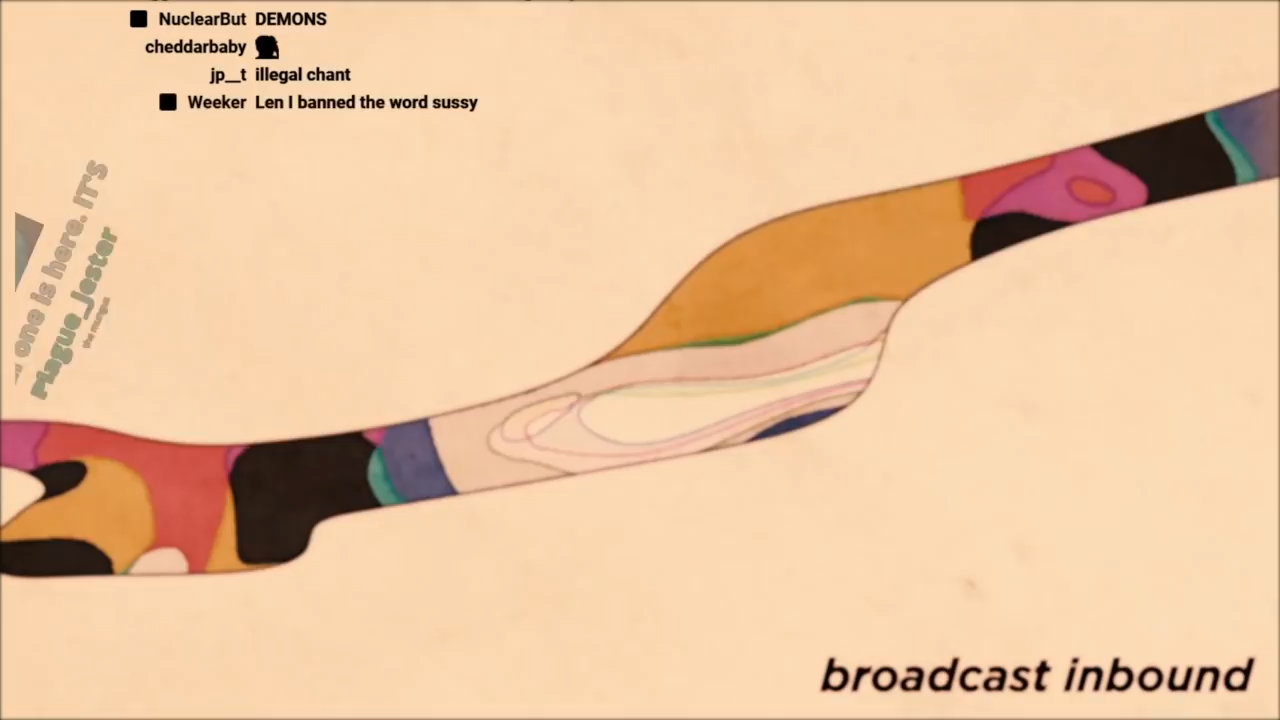 NuclearBut DEMONS
cheddarbaby
jp__t illegal chant
Weeker Len I banned the word sussy
one is here. IT'S
Plague_Jester
broadcast inbound